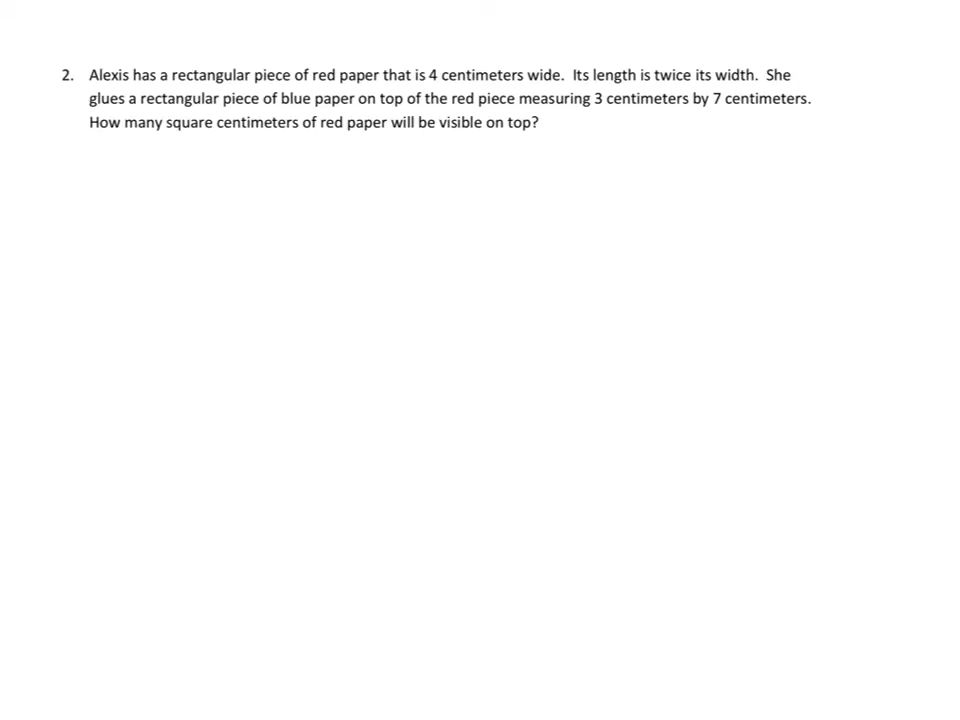 2. Alexis has a rectangular piece of red paper that is 4 centimeters wide. Its length is twice its width. She
glues a rectangular piece of blue paper on top of the red piece measuring 3 centimeters by 7 centimeters.
How many square centimeters of red paper will be visible on top?